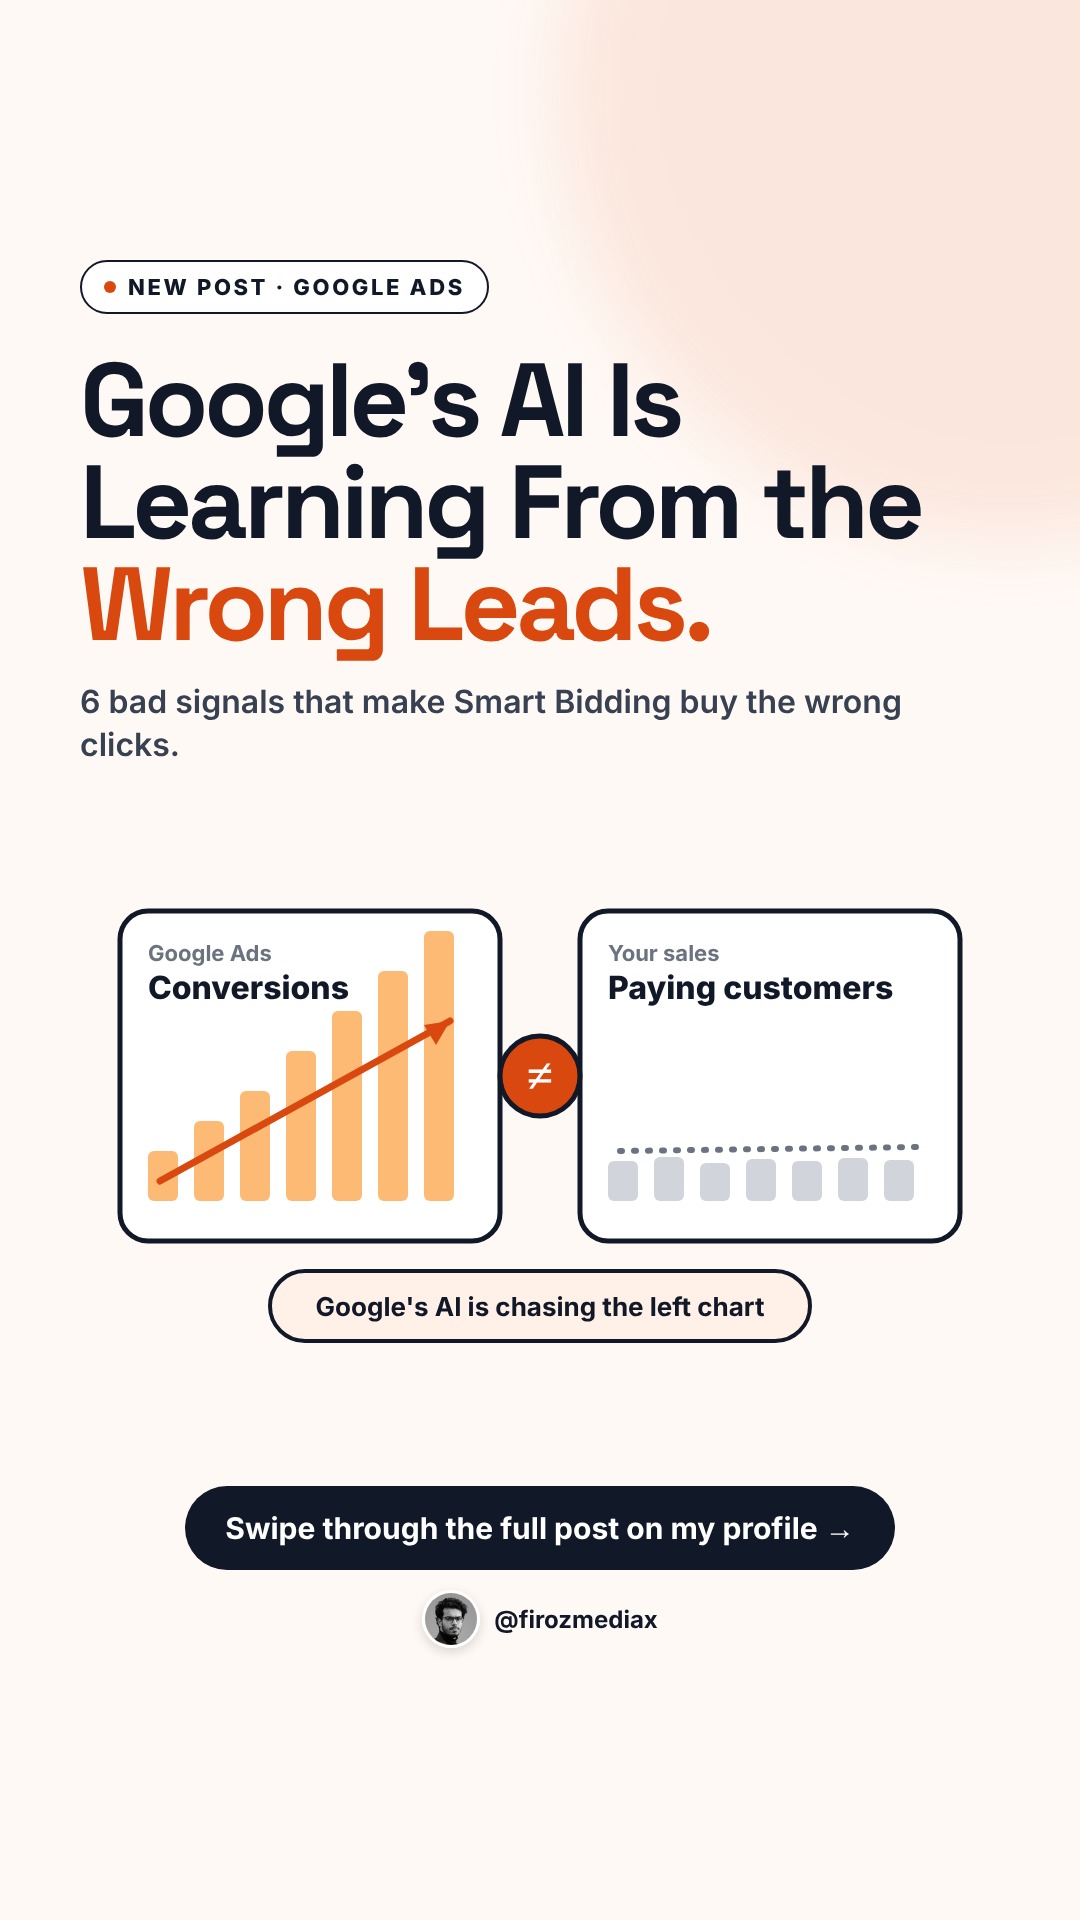 NEW POST · GOOGLE ADS
Google’s AI Is
Learning From the
Wrong Leads.
6 bad signals that make Smart Bidding buy the wrong
clicks.
Google Ads
Conversions
Your sales
Paying customers
≠
Google's AI is chasing the left chart
Swipe through the full post on my profile →
@firozmediax